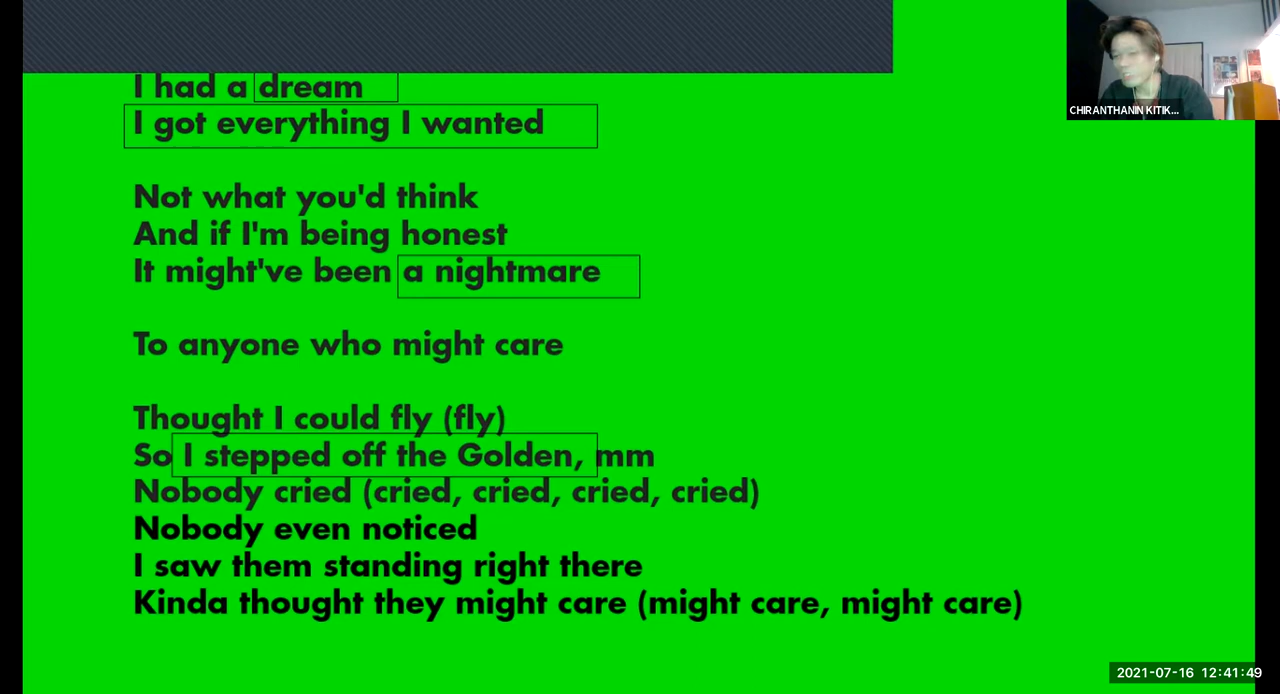 I had a dream
I got everything I wanted
Not what you'd think
And if I'm being honest
It might've been a nightmare
To anyone who might care
Thought I could fly (fly)
So I stepped off the Golden, mm
Nobody cried (cried, cried, cried, cried)
Nobody even noticed
I saw them standing right there
Kinda thought they might care (might care, might care)
CHIRANTHANIN KITIK...
2021-07-16 12:41:49